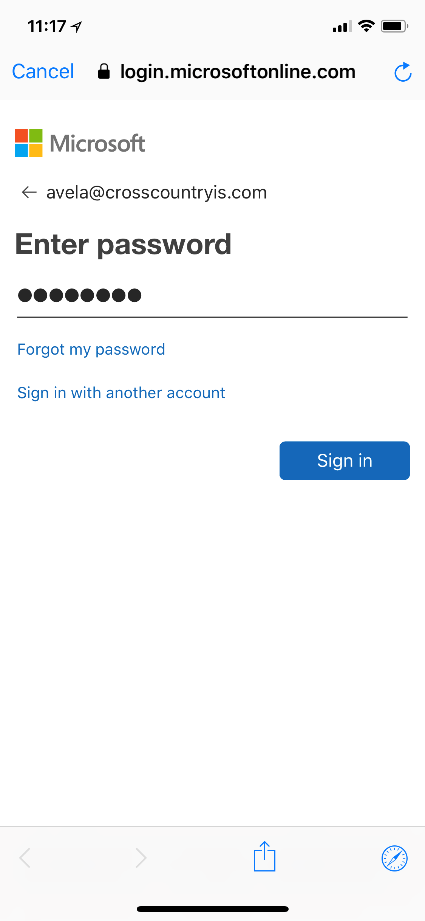 11:17
Cancel login.microsoftonline.com
Microsoft
avela@crosscountryis.com
Enter password
●●●●●●●●
Forgot my password
Sign in with another account
Sign in